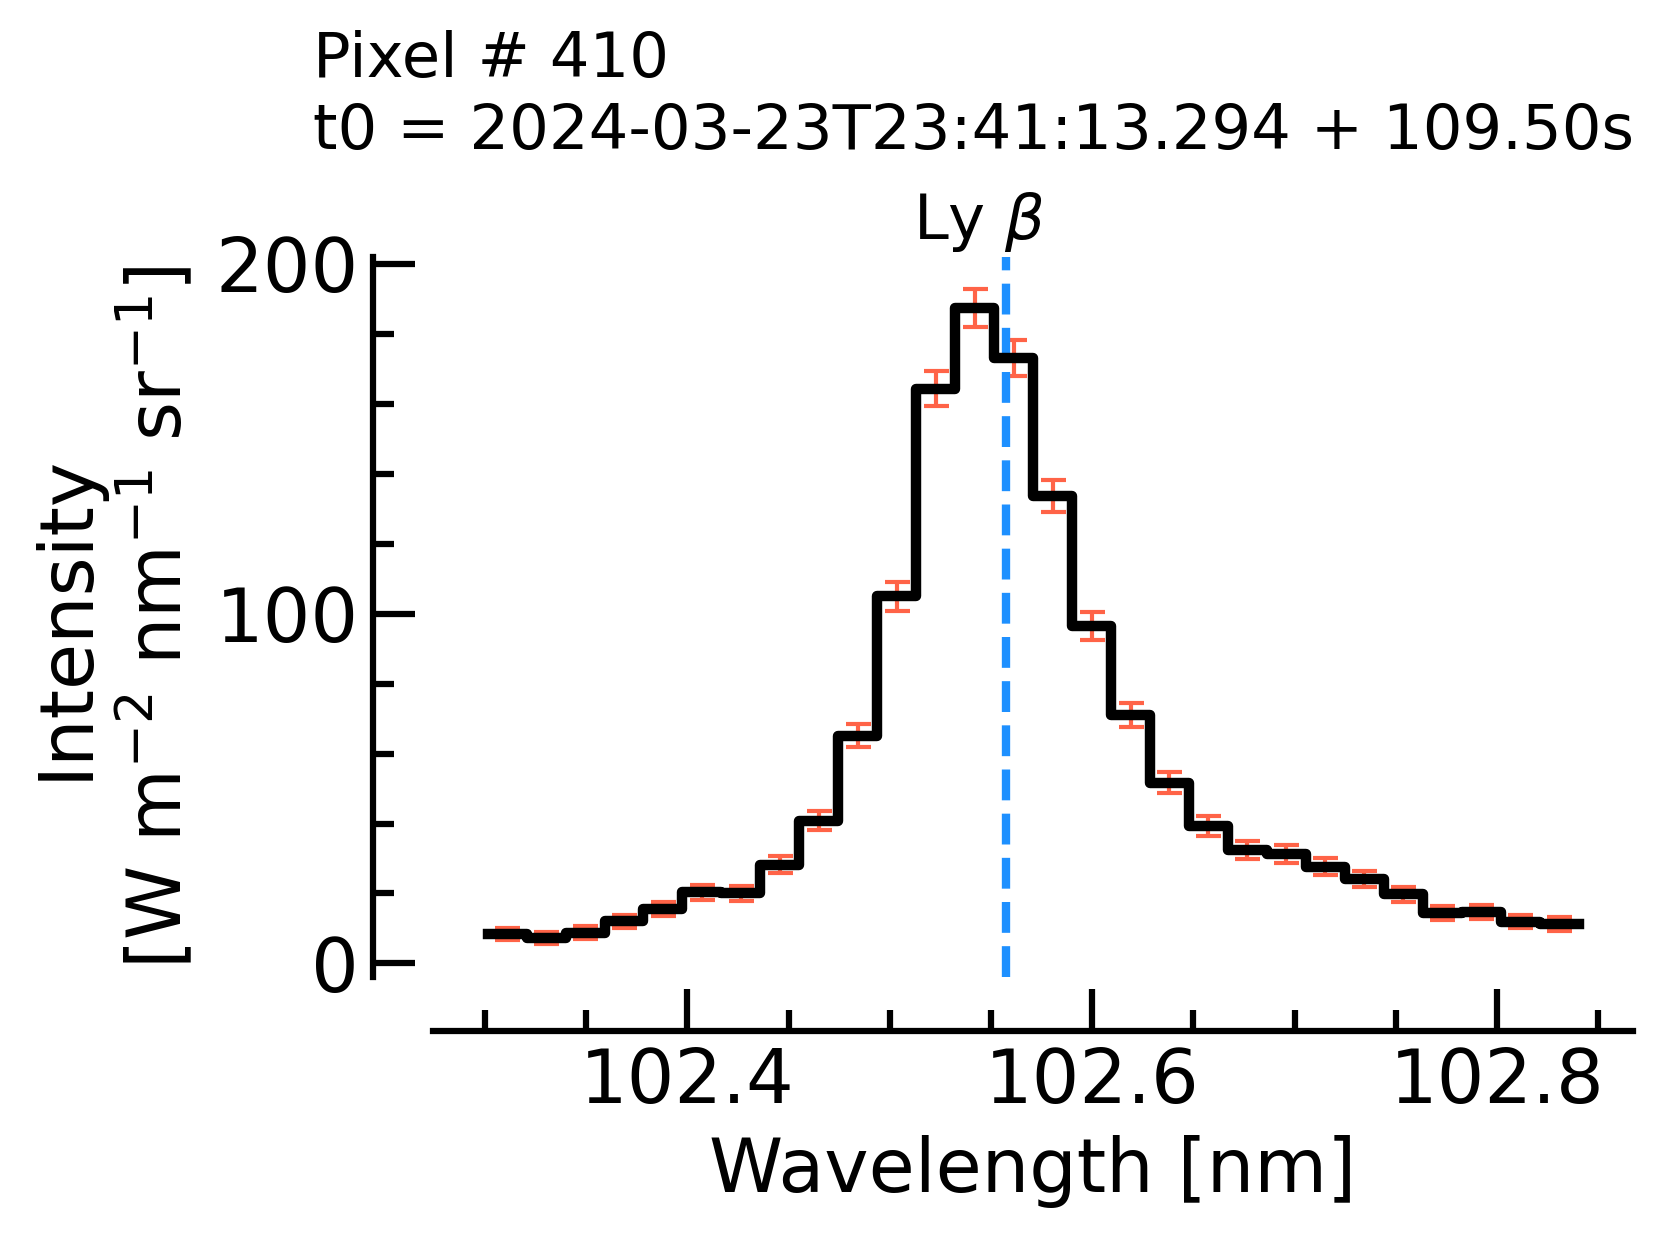 Pixel # 410
t0 = 2024-03-23T23:41:13.294 + 109.50s
Ly β
200
100
0
Intensity
[W m⁻² nm⁻¹ sr⁻¹]
102.4 102.6 102.8
Wavelength [nm]